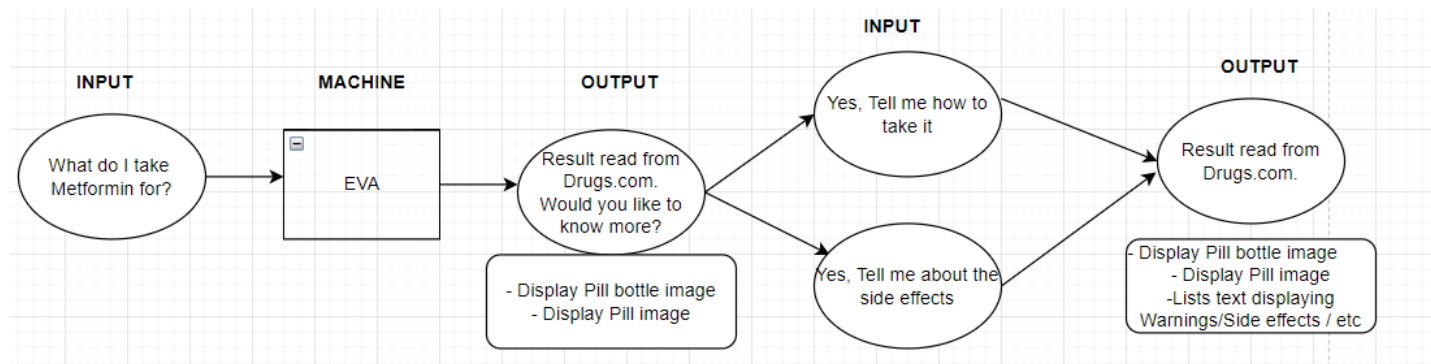 INPUT
What do I take
Metformin for?
MACHINE
EVA
OUTPUT
Result read from
Drugs.com.
Would you like to
know more?
- Display Pill bottle image
- Display Pill image
INPUT
Yes, Tell me how to
take it
Yes, Tell me about the
side effects
OUTPUT
Result read from
Drugs.com.
- Display Pill bottle image
- Display Pill image
-Lists text displaying
Warnings/Side effects / etc